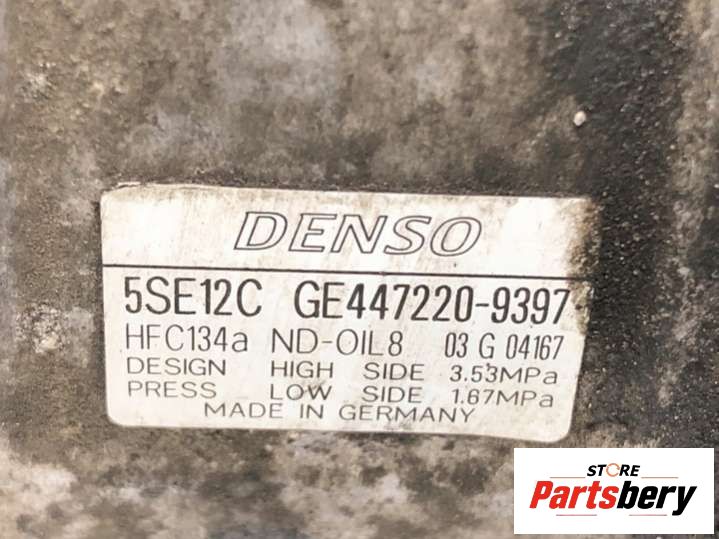 DENSO
5SE12C GE447220-9397
HFC134a ND-OIL8 03 G 04167
DESIGN HIGH SIDE 3.53MPa
PRESS LOW SIDE 1.67MPa
MADE IN GERMANY
STORE
Partsbery